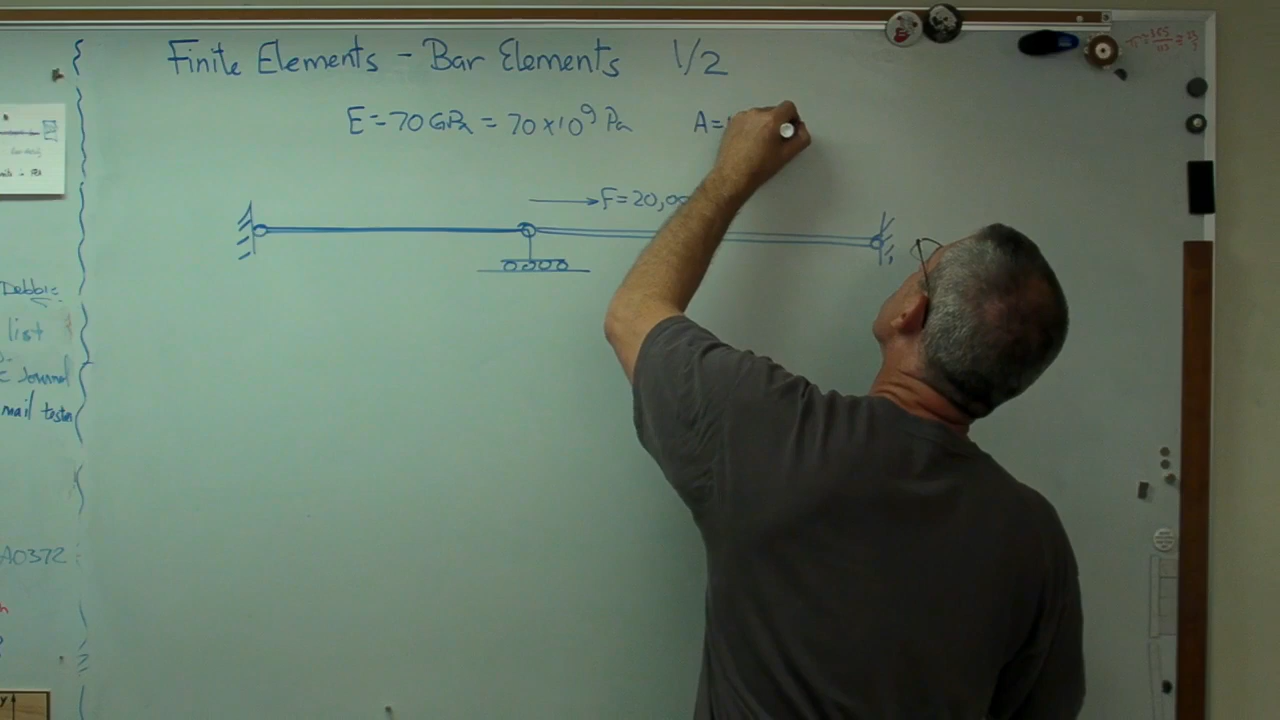 Finite Elements - Bar Elements 1/2
E = 70 GPa = 70 x 10⁹ Pa A =
F = 20,00
Debbie
list
Journal
mail tester
A0372
y